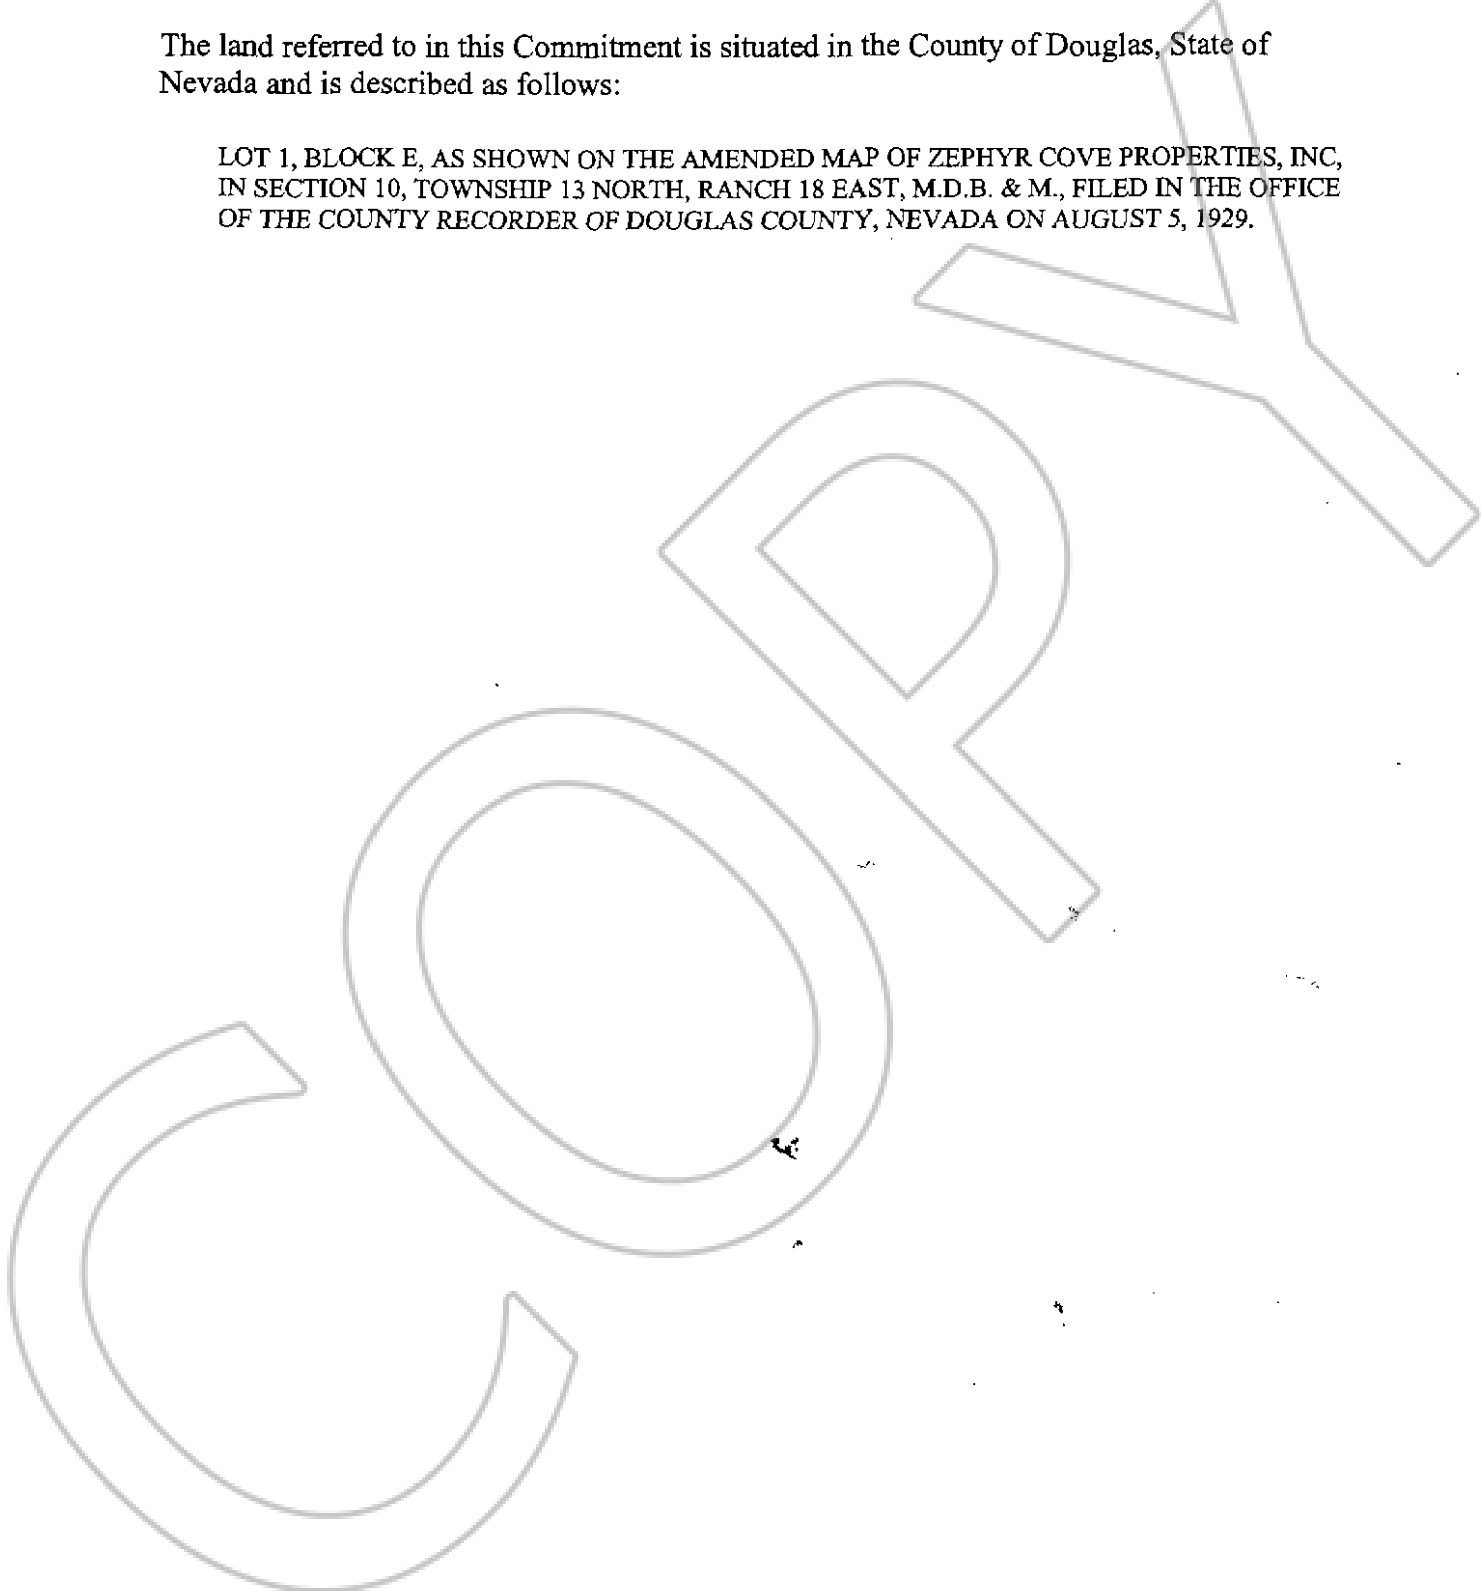 The land referred to in this Commitment is situated in the County of Douglas, State of
Nevada and is described as follows:
LOT 1, BLOCK E, AS SHOWN ON THE AMENDED MAP OF ZEPHYR COVE PROPERTIES, INC,
IN SECTION 10, TOWNSHIP 13 NORTH, RANCH 18 EAST, M.D.B. & M., FILED IN THE OFFICE
OF THE COUNTY RECORDER OF DOUGLAS COUNTY, NEVADA ON AUGUST 5, 1929.
COPY